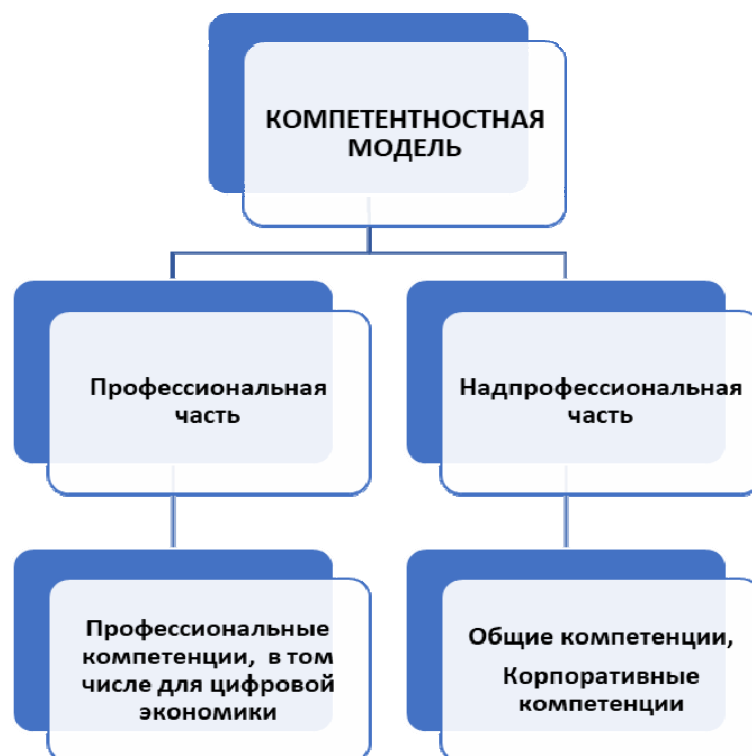 КОМПЕТЕНТНОСТНАЯ
МОДЕЛЬ
Профессиональная
часть
Надпрофессиональная
часть
Профессиональные
компетенции, в том
числе для цифровой
экономики
Общие компетенции,
Корпоративные
компетенции